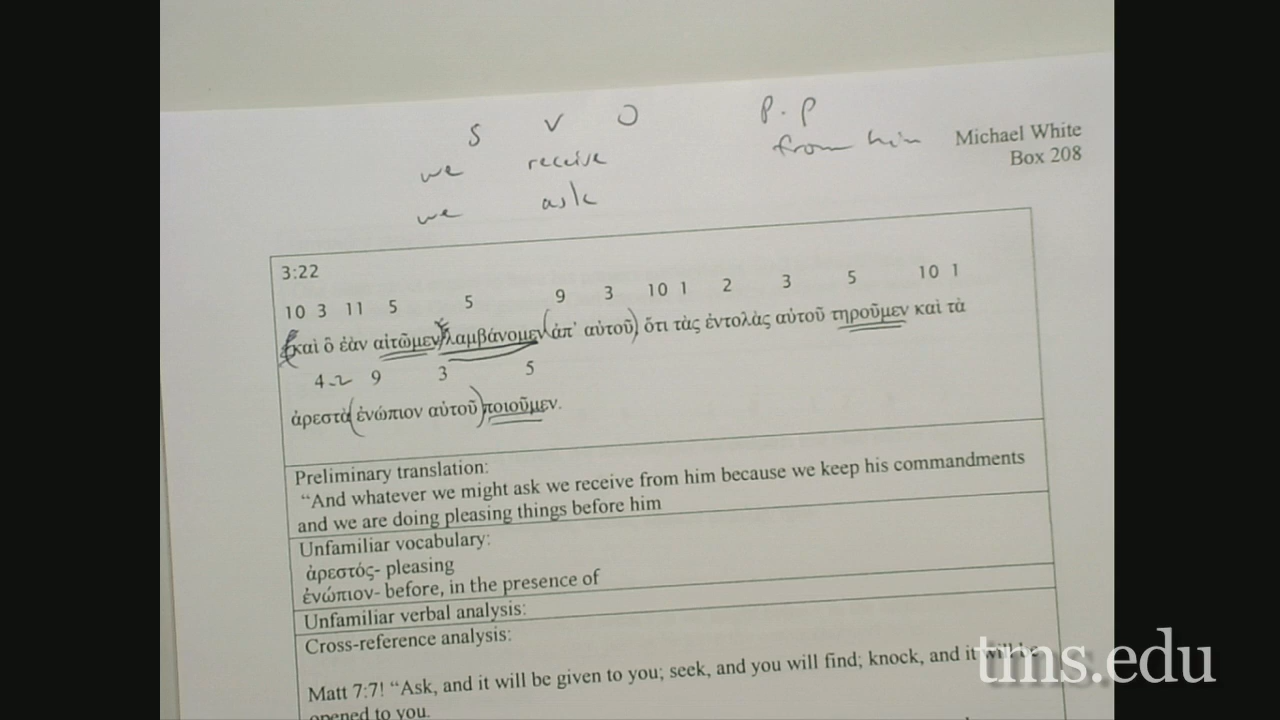 S V O P.P
we receive from him
we ask
Michael White
Box 208
3:22
10 3 11 5 5 9 3 10 1 2 3 5 10 1
καὶ ὃ ἐὰν αἰτῶμεν λαμβάνομεν (ἀπ᾽ αὐτοῦ) ὅτι τὰς ἐντολὰς αὐτοῦ τηροῦμεν καὶ τὰ
4-2 9 3 5
ἀρεστὰ (ἐνώπιον αὐτοῦ) ποιοῦμεν.
Preliminary translation:
“And whatever we might ask we receive from him because we keep his commandments
and we are doing pleasing things before him
Unfamiliar vocabulary:
ἀρεστός- pleasing
ἐνώπιον- before, in the presence of
Unfamiliar verbal analysis:
Cross-reference analysis:
Matt 7:7! “Ask, and it will be given to you; seek, and you will find; knock, and it will be
opened to you.
tms.edu